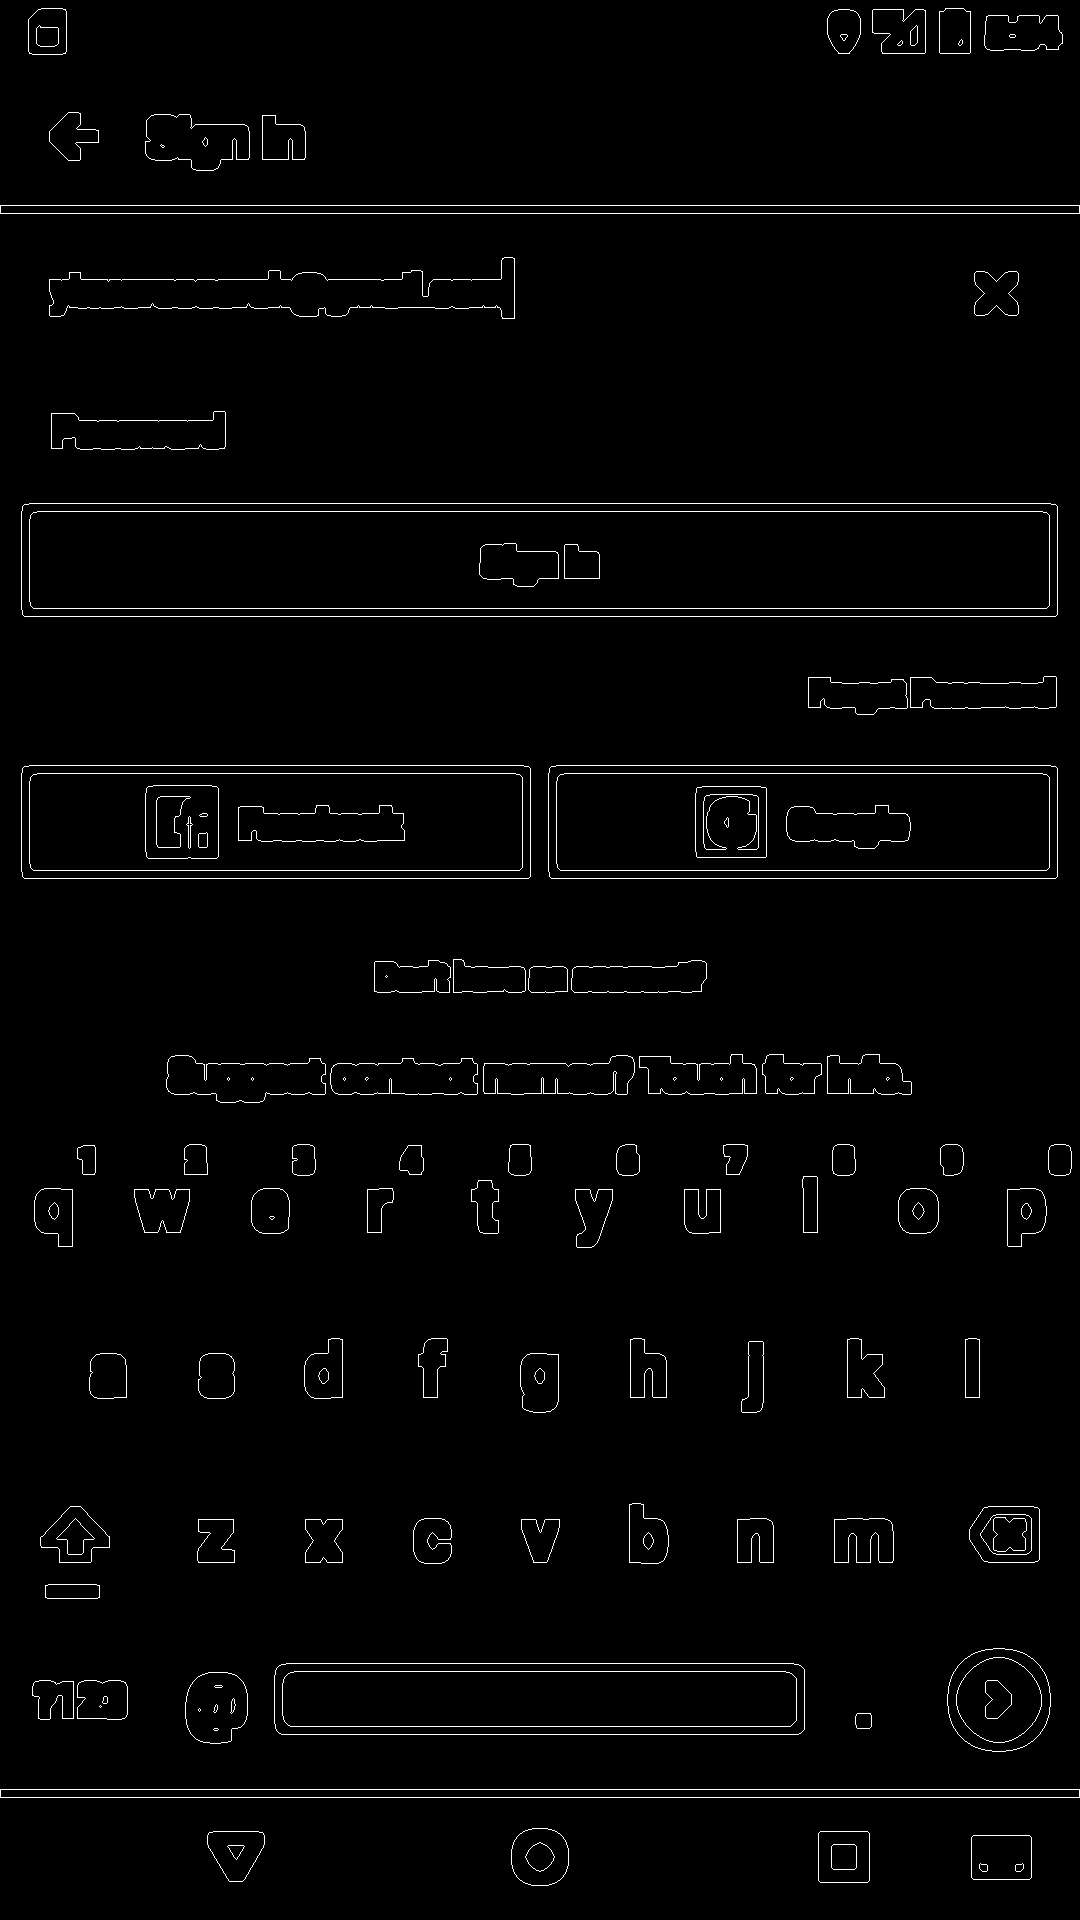 Sign in
Password
Sign in
Forgot Password
Facebook Google
Don't have an account?
Suggest contact names? Touch for info.
1 2 3 4 5 6 7 8 9 0
q w e r t y u i o p
a s d f g h j k l
z x c v b n m
?123 @ .